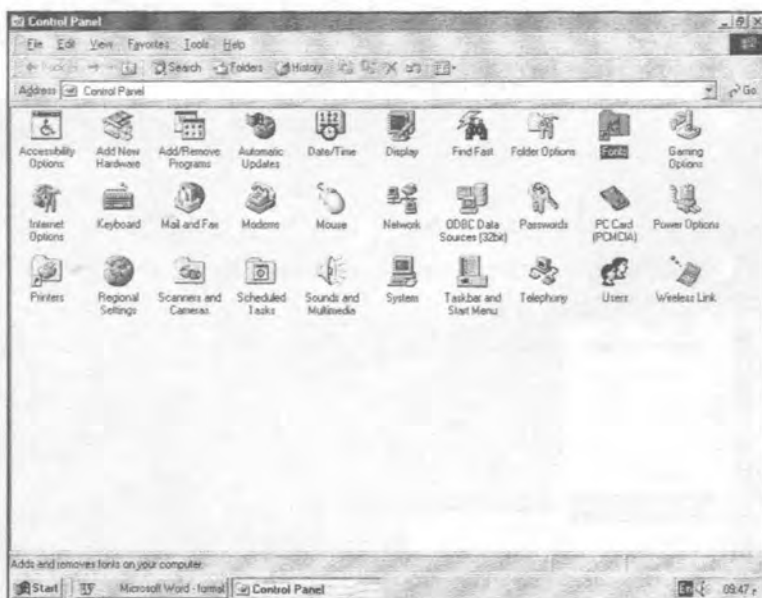 Control Panel
File Edit View Favorites Tools Help
Search Folders History
Address Control Panel Go
Accessibility Options
Add New Hardware
Add/Remove Programs
Automatic Updates
Date/Time
Display
Find Fast
Folder Options
Fonts
Gaming Options
Internet Options
Keyboard
Mail and Fax
Modems
Mouse
Network
ODBC Data Sources (32bit)
Passwords
PC Card (PCMCIA)
Power Options
Printers
Regional Settings
Scanners and Cameras
Scheduled Tasks
Sounds and Multimedia
System
Taskbar and Start Menu
Telephony
Users
Wireless Link
Adds and removes fonts on your computer
Start Microsoft Word - Control Panel En 09:47